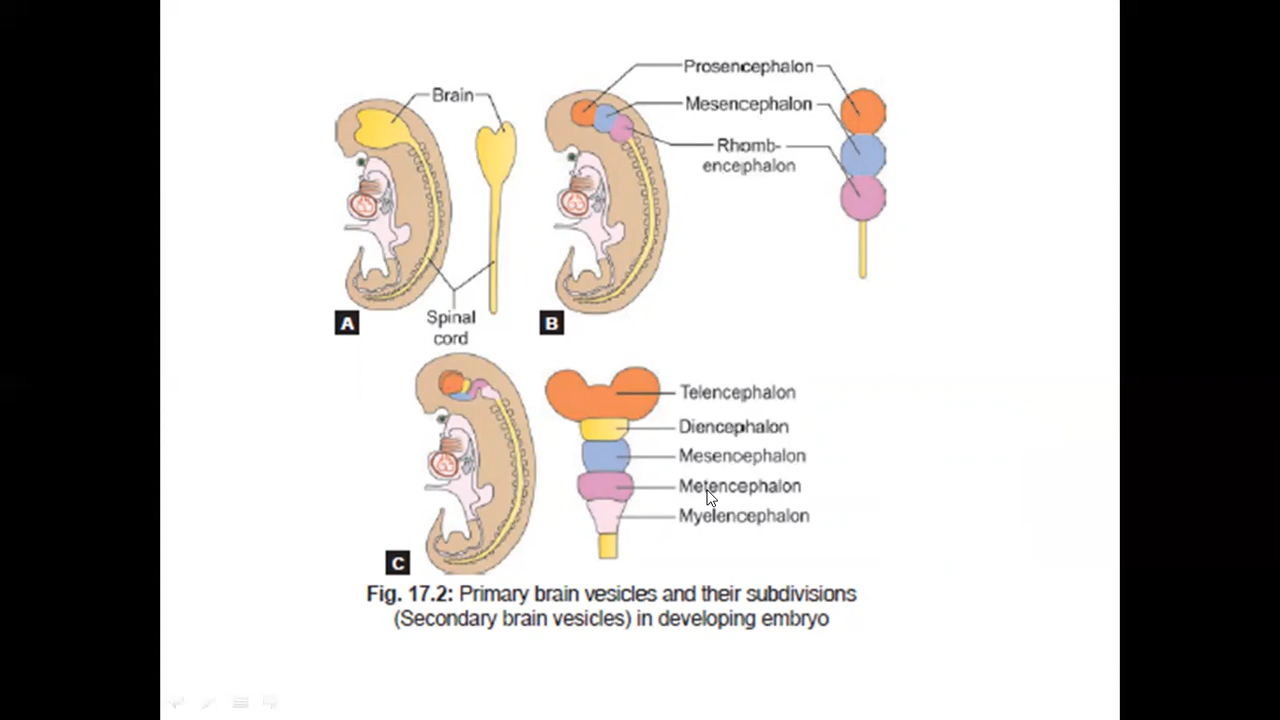 Brain
Spinal
cord
A
Prosencephalon
Mesencephalon
Rhomb-
encephalon
B
Telencephalon
Diencephalon
Mesencephalon
Metencephalon
Myelencephalon
C
Fig. 17.2: Primary brain vesicles and their subdivisions
(Secondary brain vesicles) in developing embryo